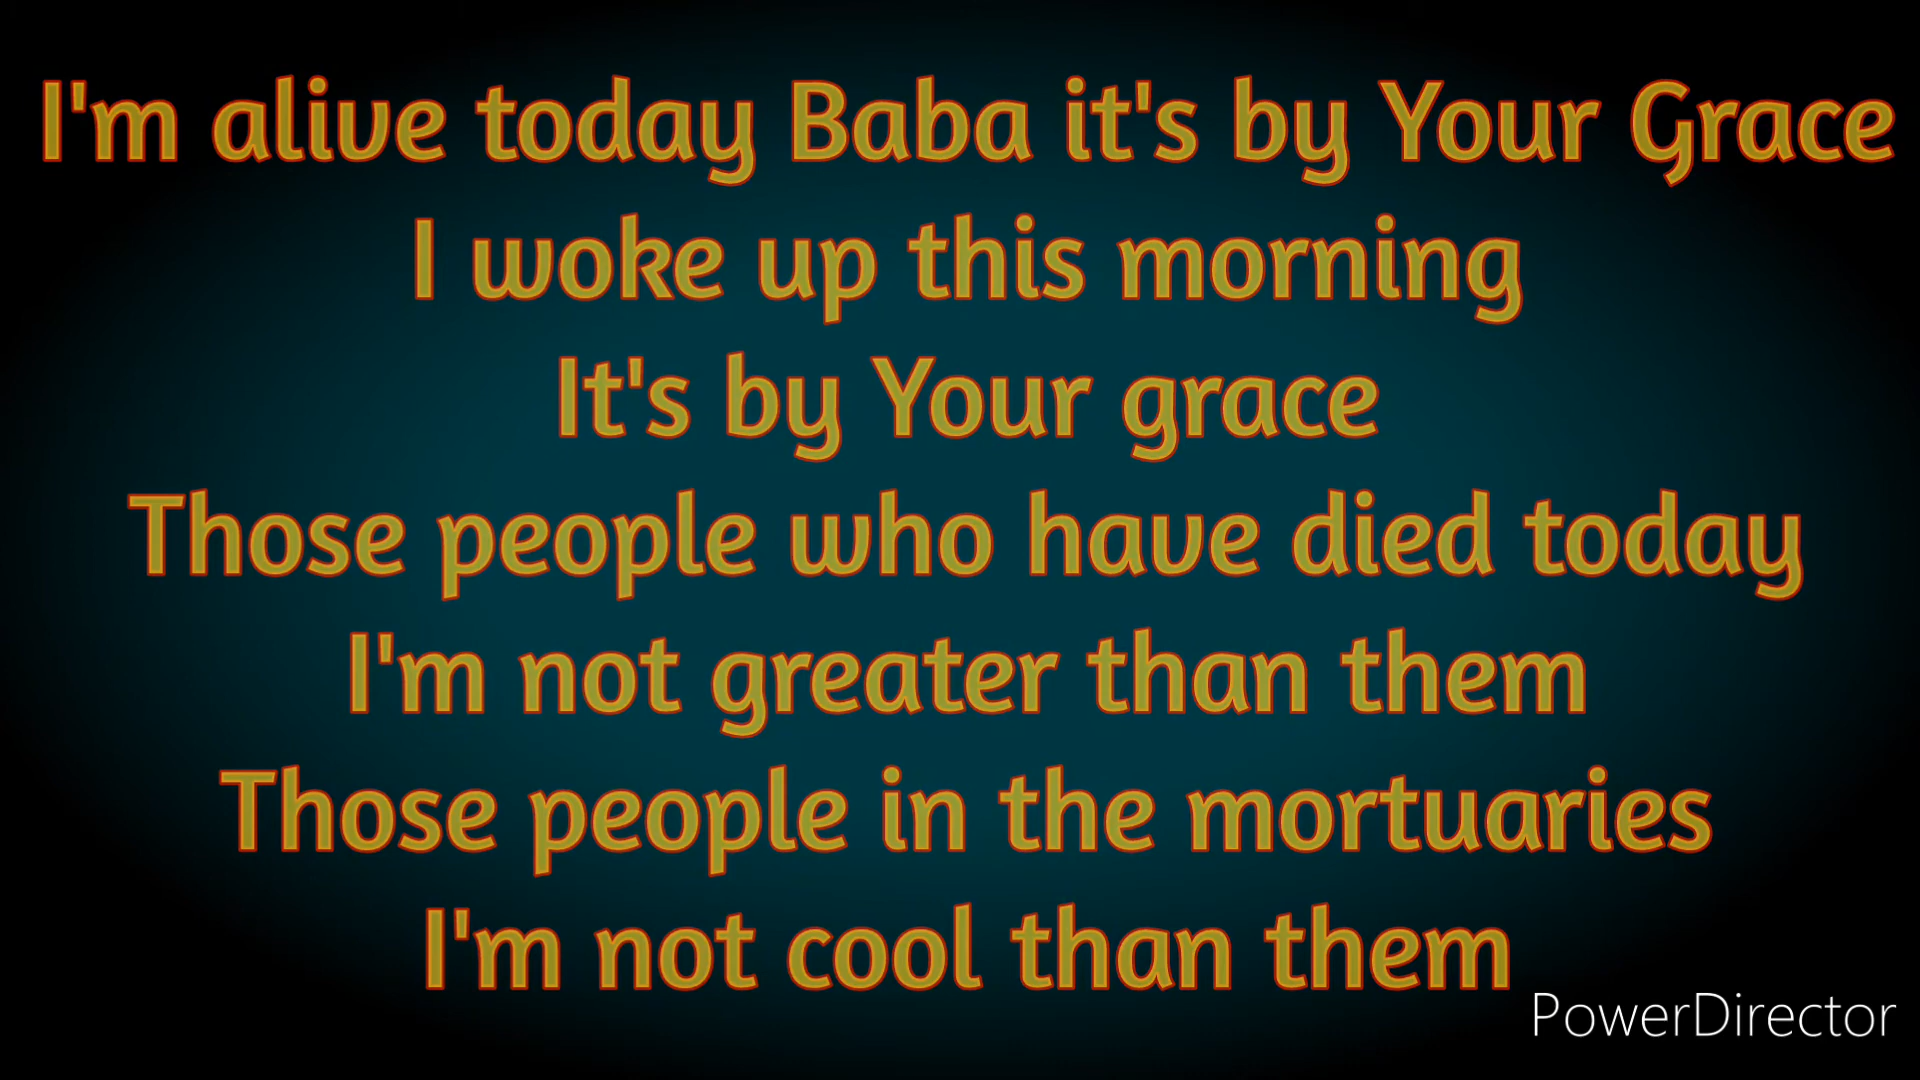 I'm alive today Baba it's by Your Grace
I woke up this morning
It's by Your grace
Those people who have died today
I'm not greater than them
Those people in the mortuaries
I'm not cool than them
PowerDirector